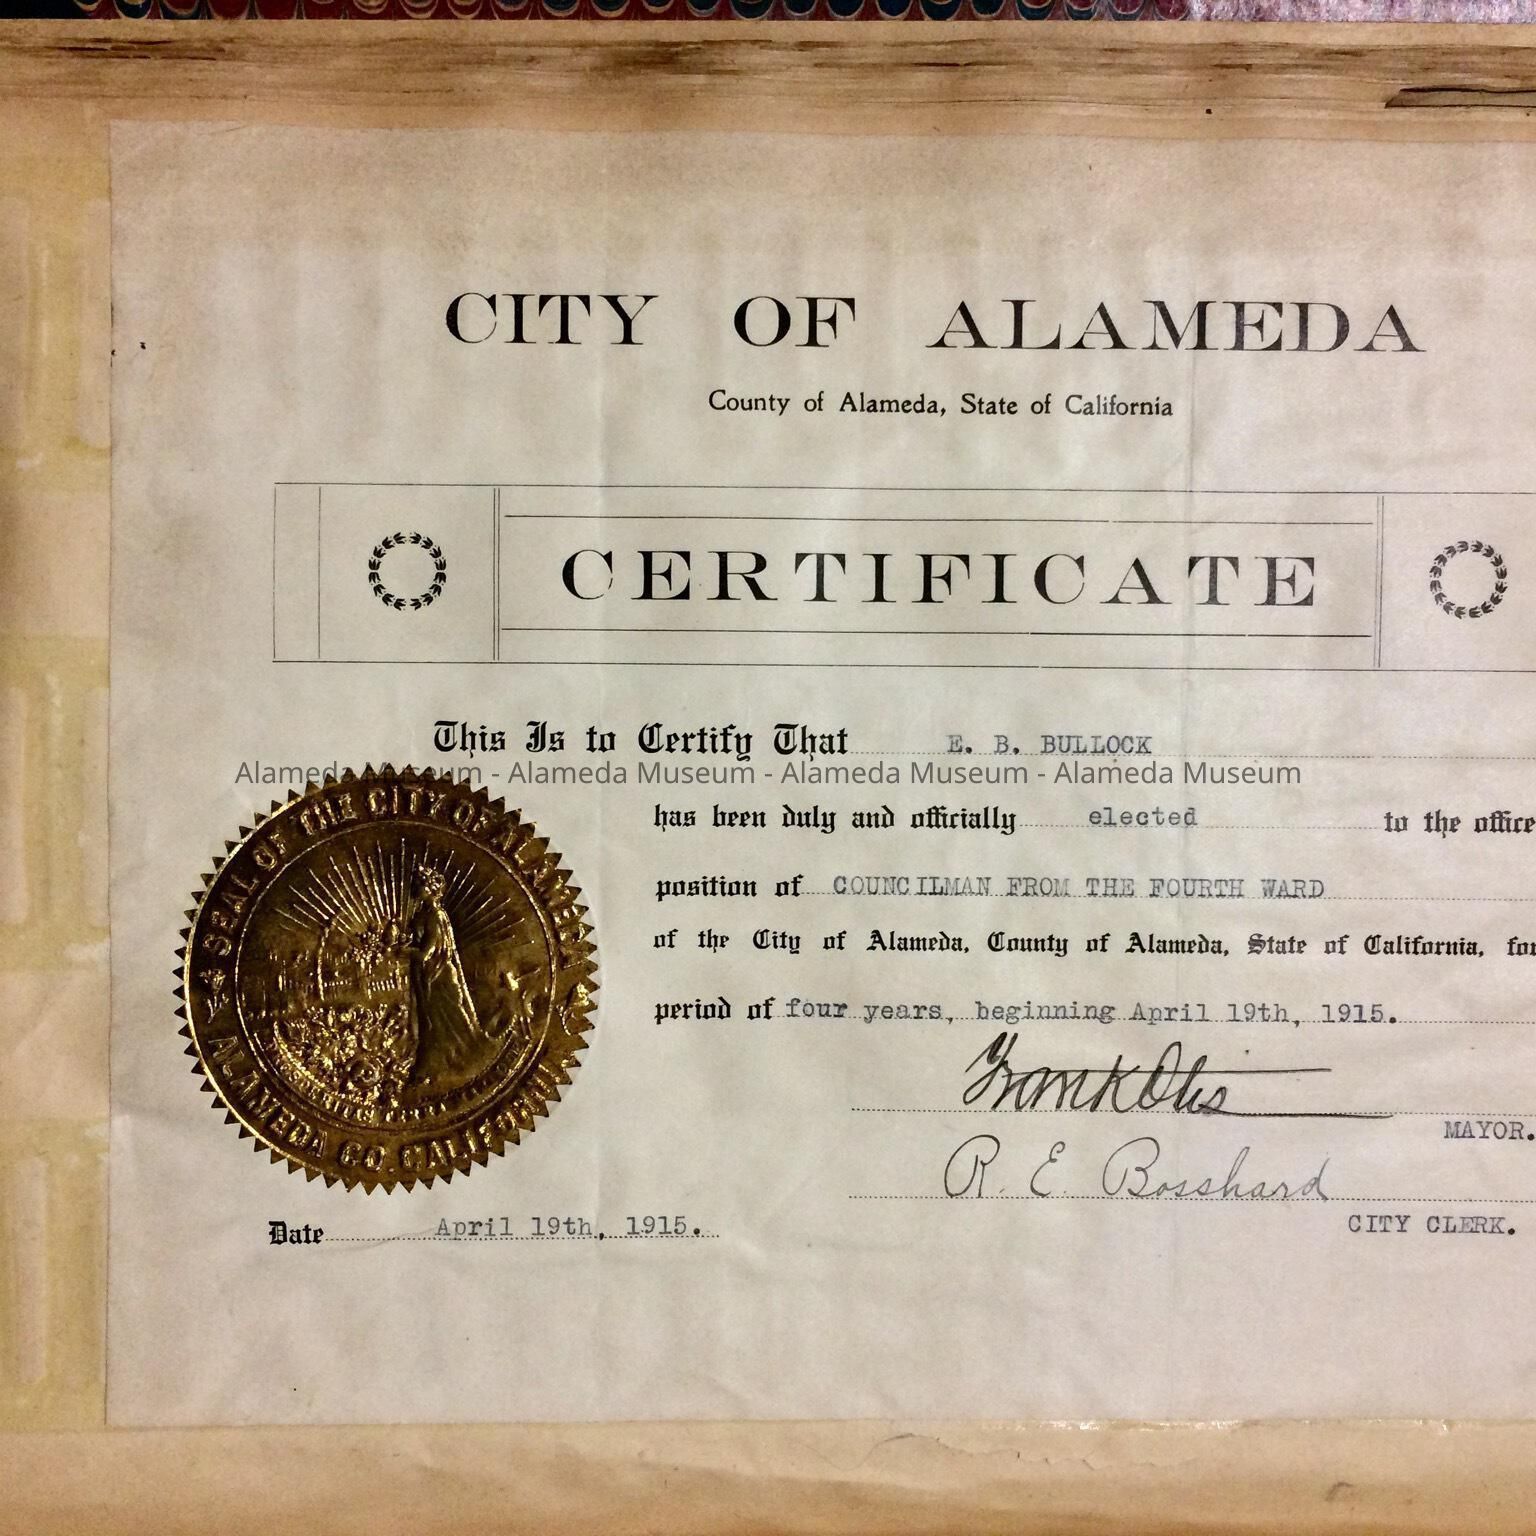 CITY OF ALAMEDA
County of Alameda, State of California
CERTIFICATE
This Is to Certify That E. B. BULLOCK
Alameda Museum - Alameda Museum - Alameda Museum - Alameda Museum
has been duly and officially elected to the office
position of COUNCILMAN FROM THE FOURTH WARD
of the City of Alameda, County of Alameda, State of California, for
period of four years, beginning April 19th, 1915.
Frank Otis
MAYOR.
R. E. Bosshard
CITY CLERK.
SEAL OF THE CITY OF ALAMEDA
ALAMEDA CO. CALIFORNIA
Date April 19th, 1915.